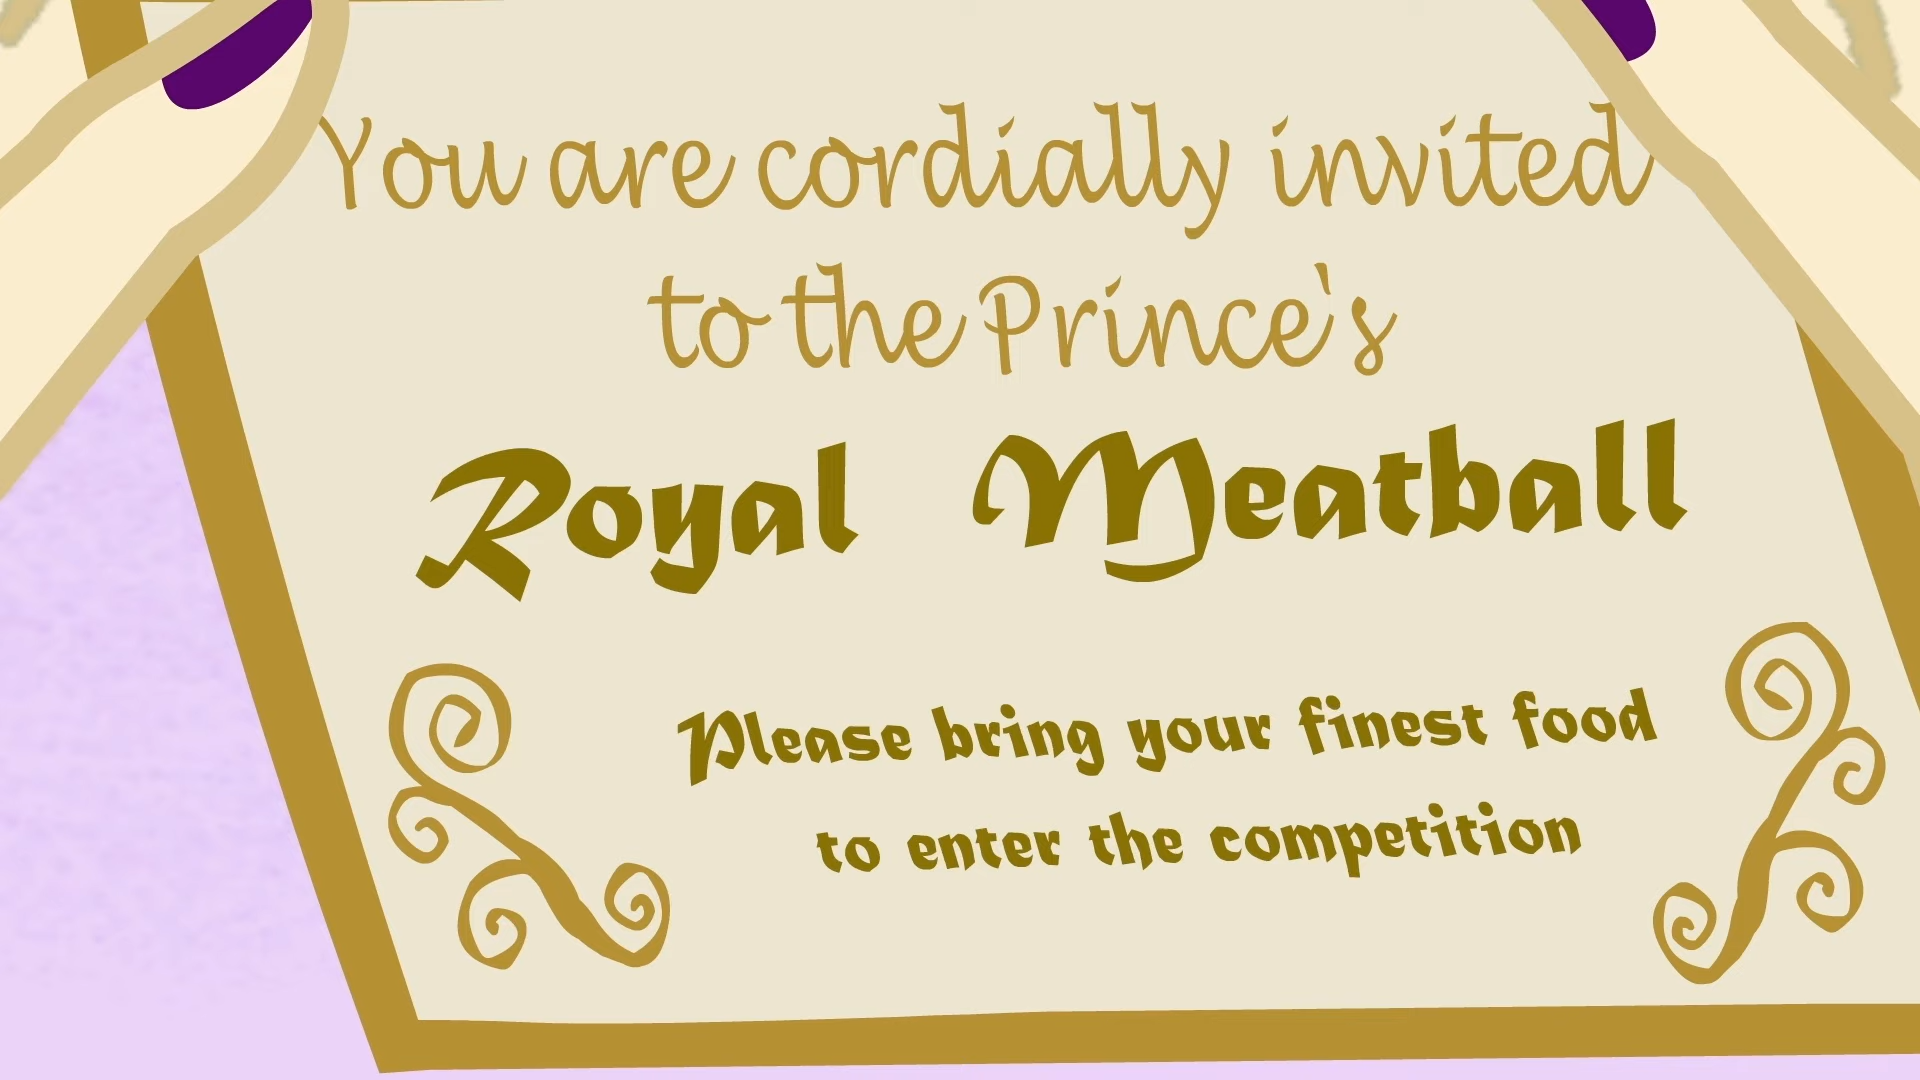 You are cordially invited
to the Prince's
Royal Meatball
Please bring your finest food
to enter the competition